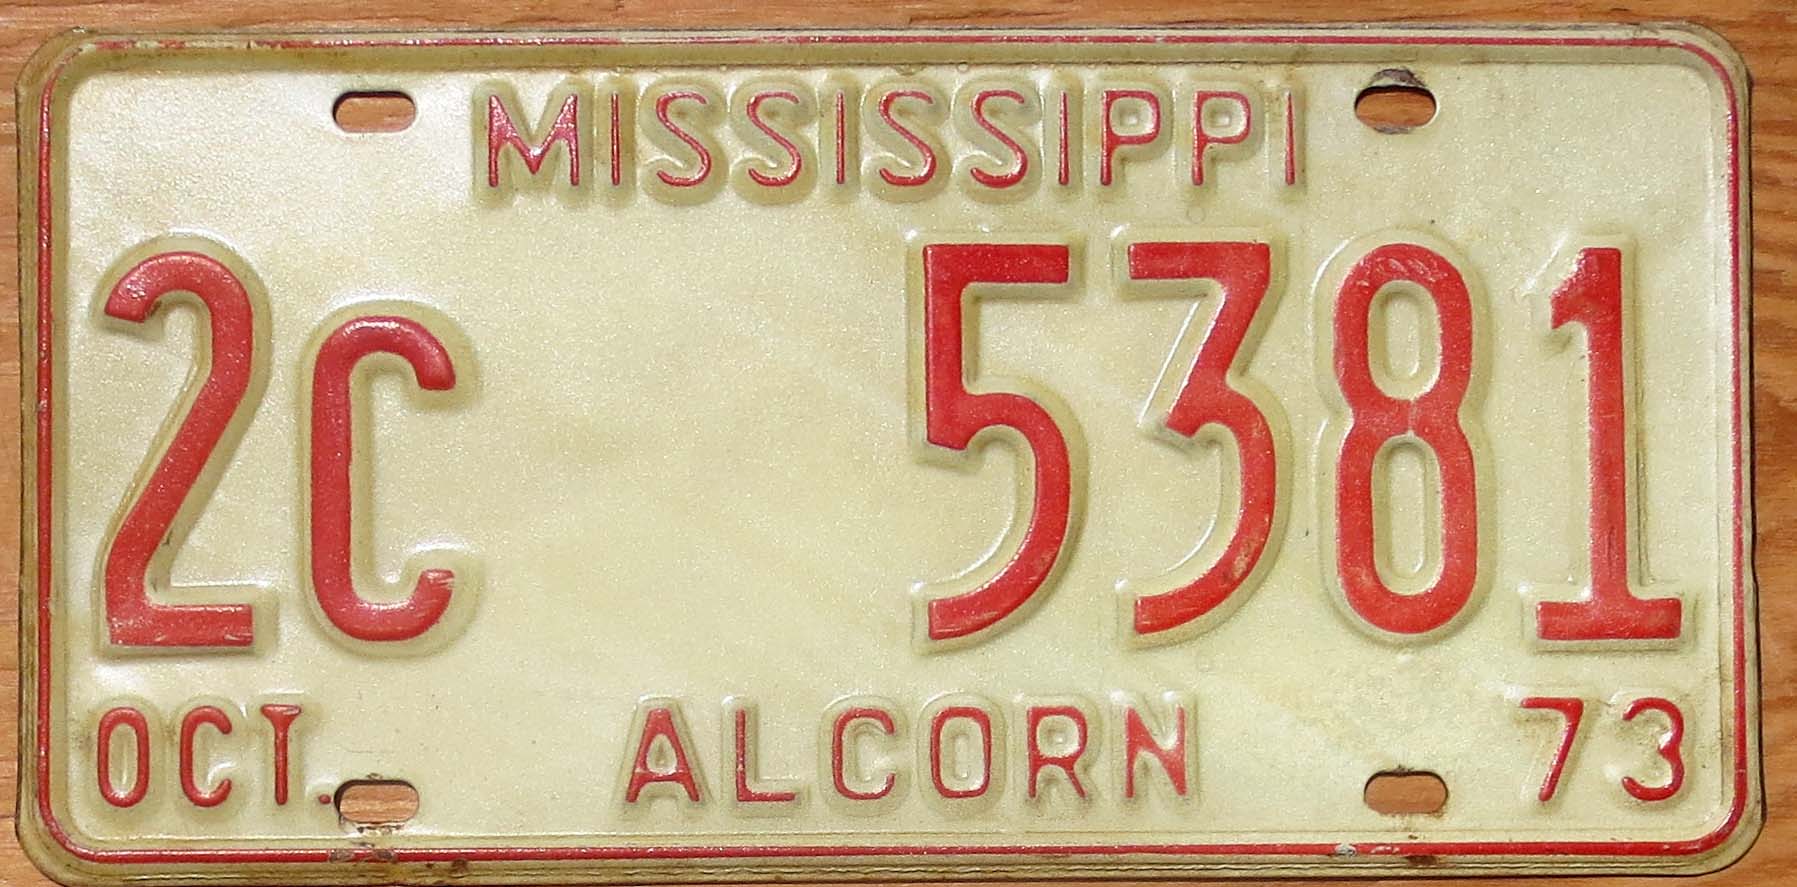 MISSISSIPPI
2C 5381
OCT. ALCORN 73